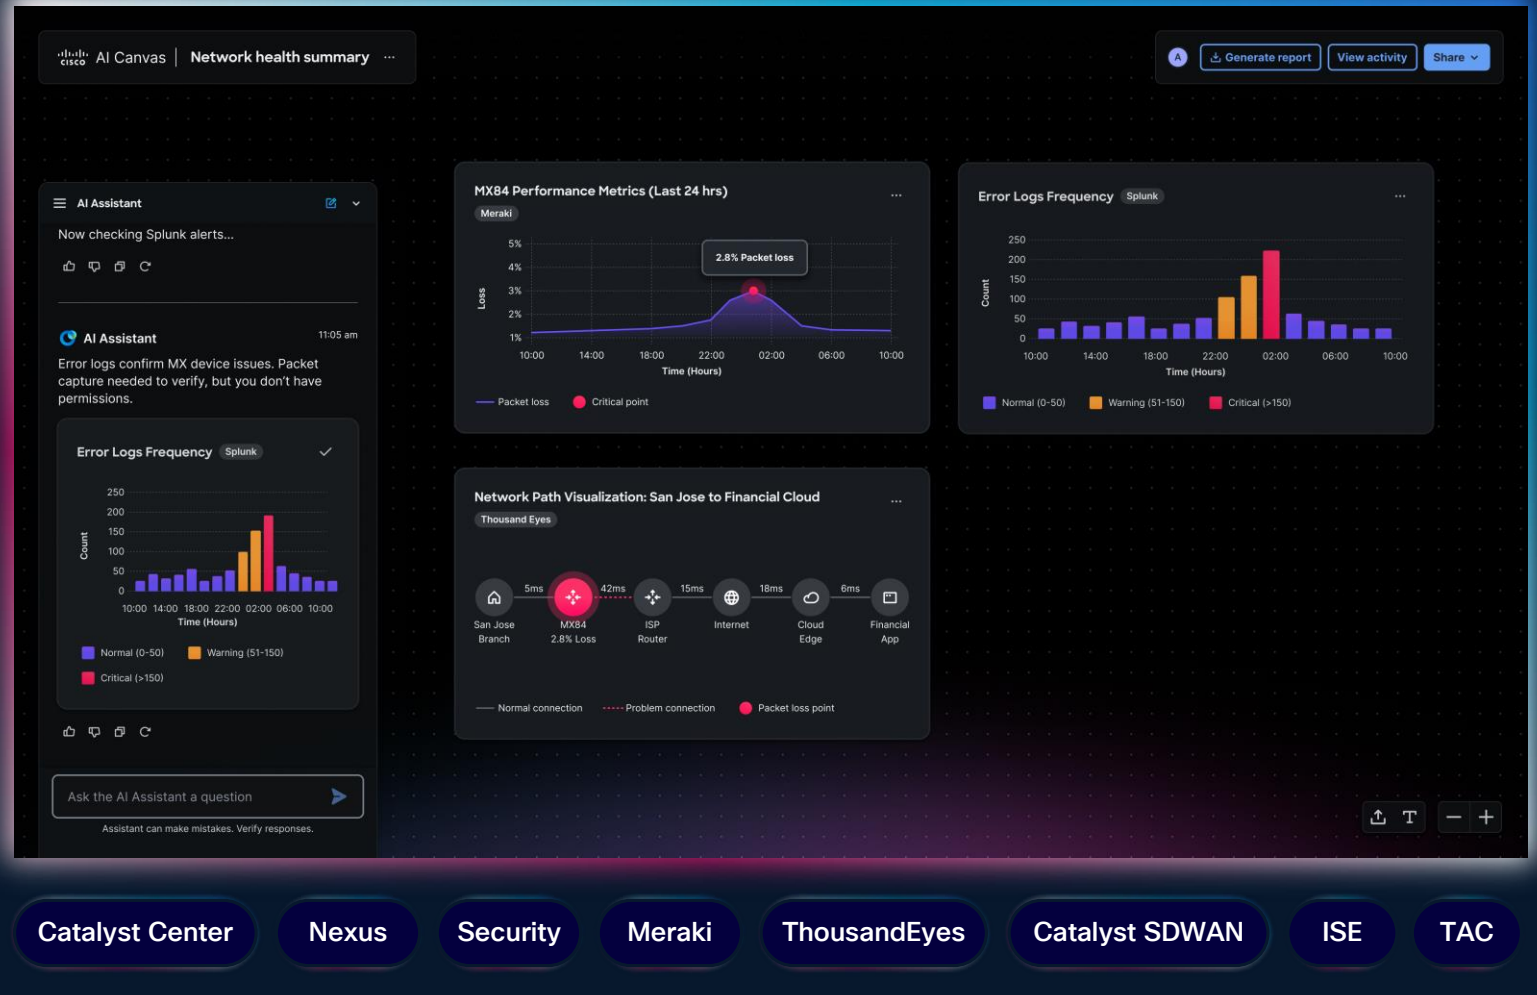 cisco AI Canvas | Network health summary ...
A Generate report View activity Share
AI Assistant
Now checking Splunk alerts...
AI Assistant 11:05 am
Error logs confirm MX device issues. Packet
capture needed to verify, but you don't have
permissions.
Error Logs Frequency Splunk
250
200
150
100
50
0
Count
10:00 14:00 18:00 22:00 02:00 06:00 10:00
Time (Hours)
Normal (0-50) Warning (51-150)
Critical (>150)
Ask the AI Assistant a question
Assistant can make mistakes. Verify responses.
MX84 Performance Metrics (Last 24 hrs) ...
Meraki
5%
4%
3%
2%
1%
Loss
2.8% Packet loss
10:00 14:00 18:00 22:00 02:00 06:00 10:00
Time (Hours)
Packet loss Critical point
Error Logs Frequency Splunk ...
250
200
150
100
50
0
Count
10:00 14:00 18:00 22:00 02:00 06:00 10:00
Time (Hours)
Normal (0-50) Warning (51-150) Critical (>150)
Network Path Visualization: San Jose to Financial Cloud ...
Thousand Eyes
5ms 42ms 15ms 18ms 6ms
San Jose MX84 ISP Internet Cloud Financial
Branch 2.8% Loss Router Edge App
Normal connection Problem connection Packet loss point
T
Catalyst Center Nexus Security Meraki ThousandEyes Catalyst SDWAN ISE TAC